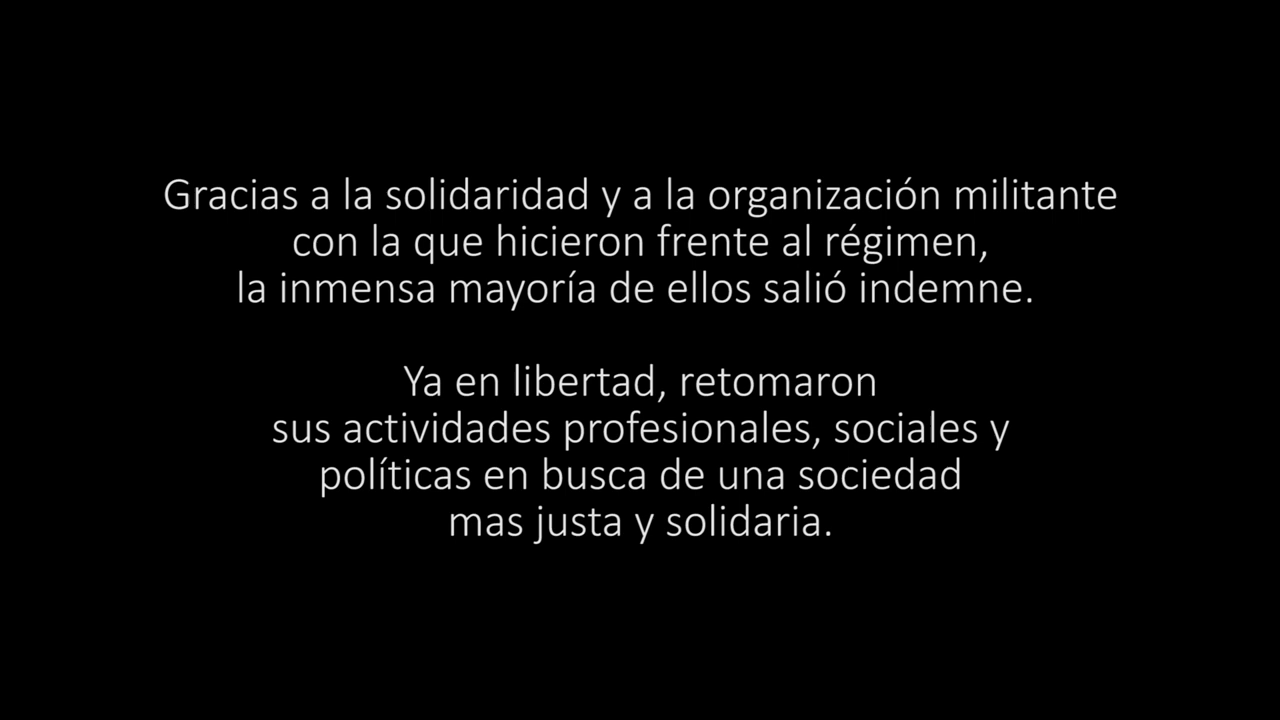 Gracias a la solidaridad y a la organización militante
con la que hicieron frente al régimen,
la inmensa mayoría de ellos salió indemne.
Ya en libertad, retomaron
sus actividades profesionales, sociales y
políticas en busca de una sociedad
mas justa y solidaria.